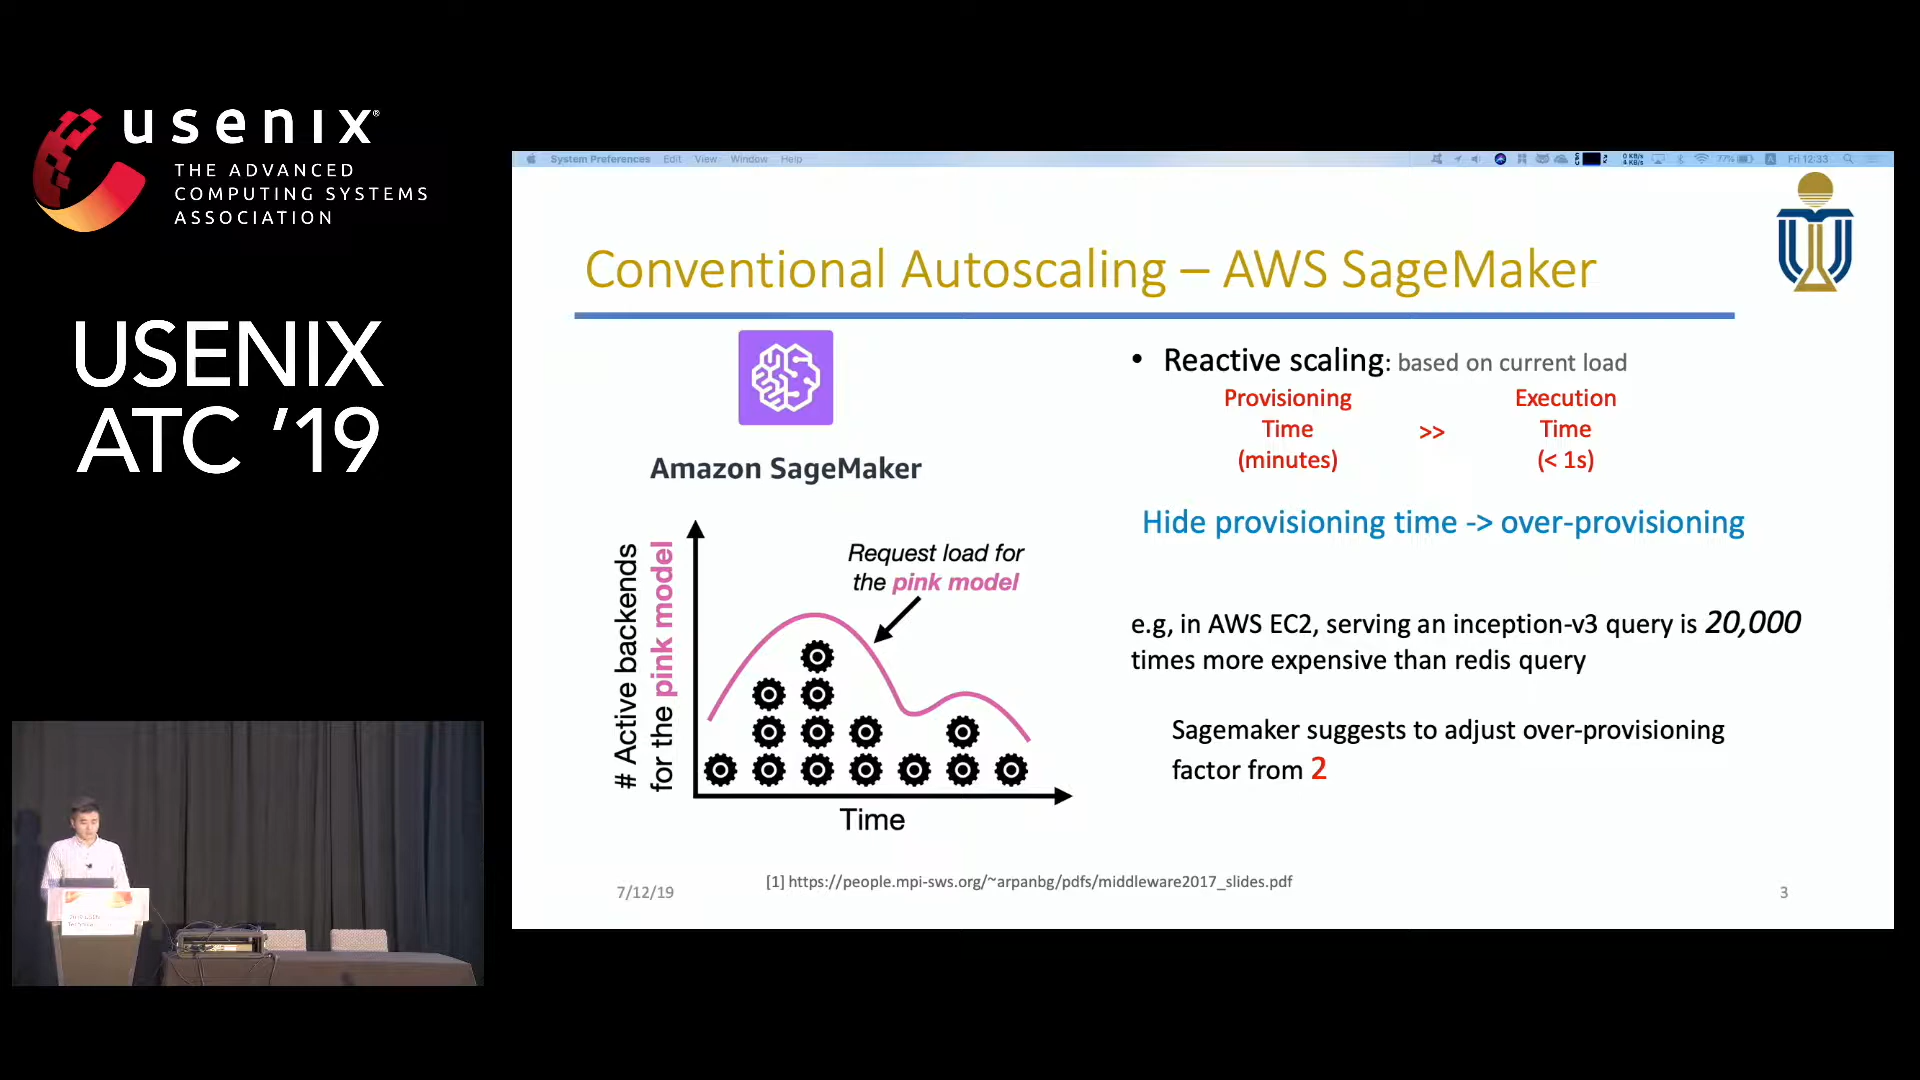 usenix®
THE ADVANCED
COMPUTING SYSTEMS
ASSOCIATION
USENIX
ATC ’19
System Preferences Edit View Window Help
77% Fri 12:33
Conventional Autoscaling – AWS SageMaker
Amazon SageMaker
# Active backends
for the pink model
Request load for
the pink model
Time
• Reactive scaling: based on current load
Provisioning
Time
(minutes)
>>
Execution
Time
(< 1s)
Hide provisioning time -> over-provisioning
e.g, in AWS EC2, serving an inception-v3 query is 20,000
times more expensive than redis query
Sagemaker suggests to adjust over-provisioning
factor from 2
7/12/19
[1] https://people.mpi-sws.org/~arpanbg/pdfs/middleware2017_slides.pdf
3